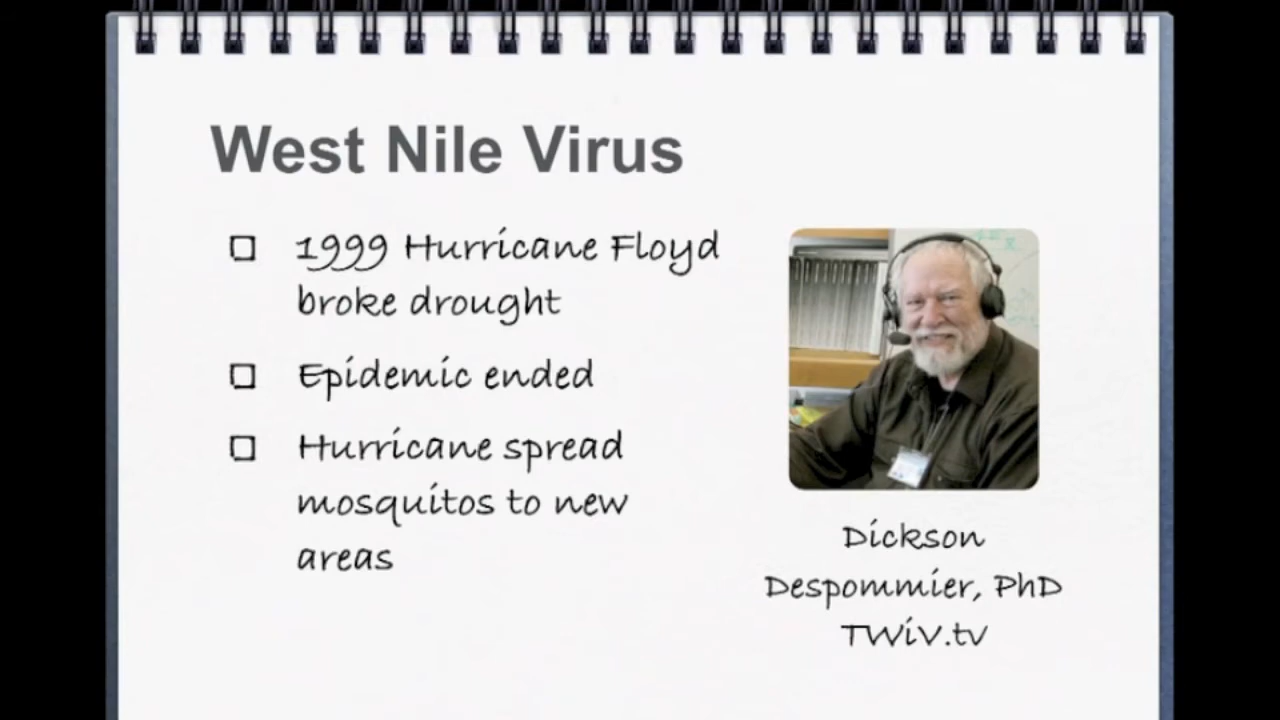 West Nile Virus
1999 Hurricane Floyd
broke drought
Epidemic ended
Hurricane spread
mosquitos to new
areas
Dickson
Despommier, PhD
TWiV.tv